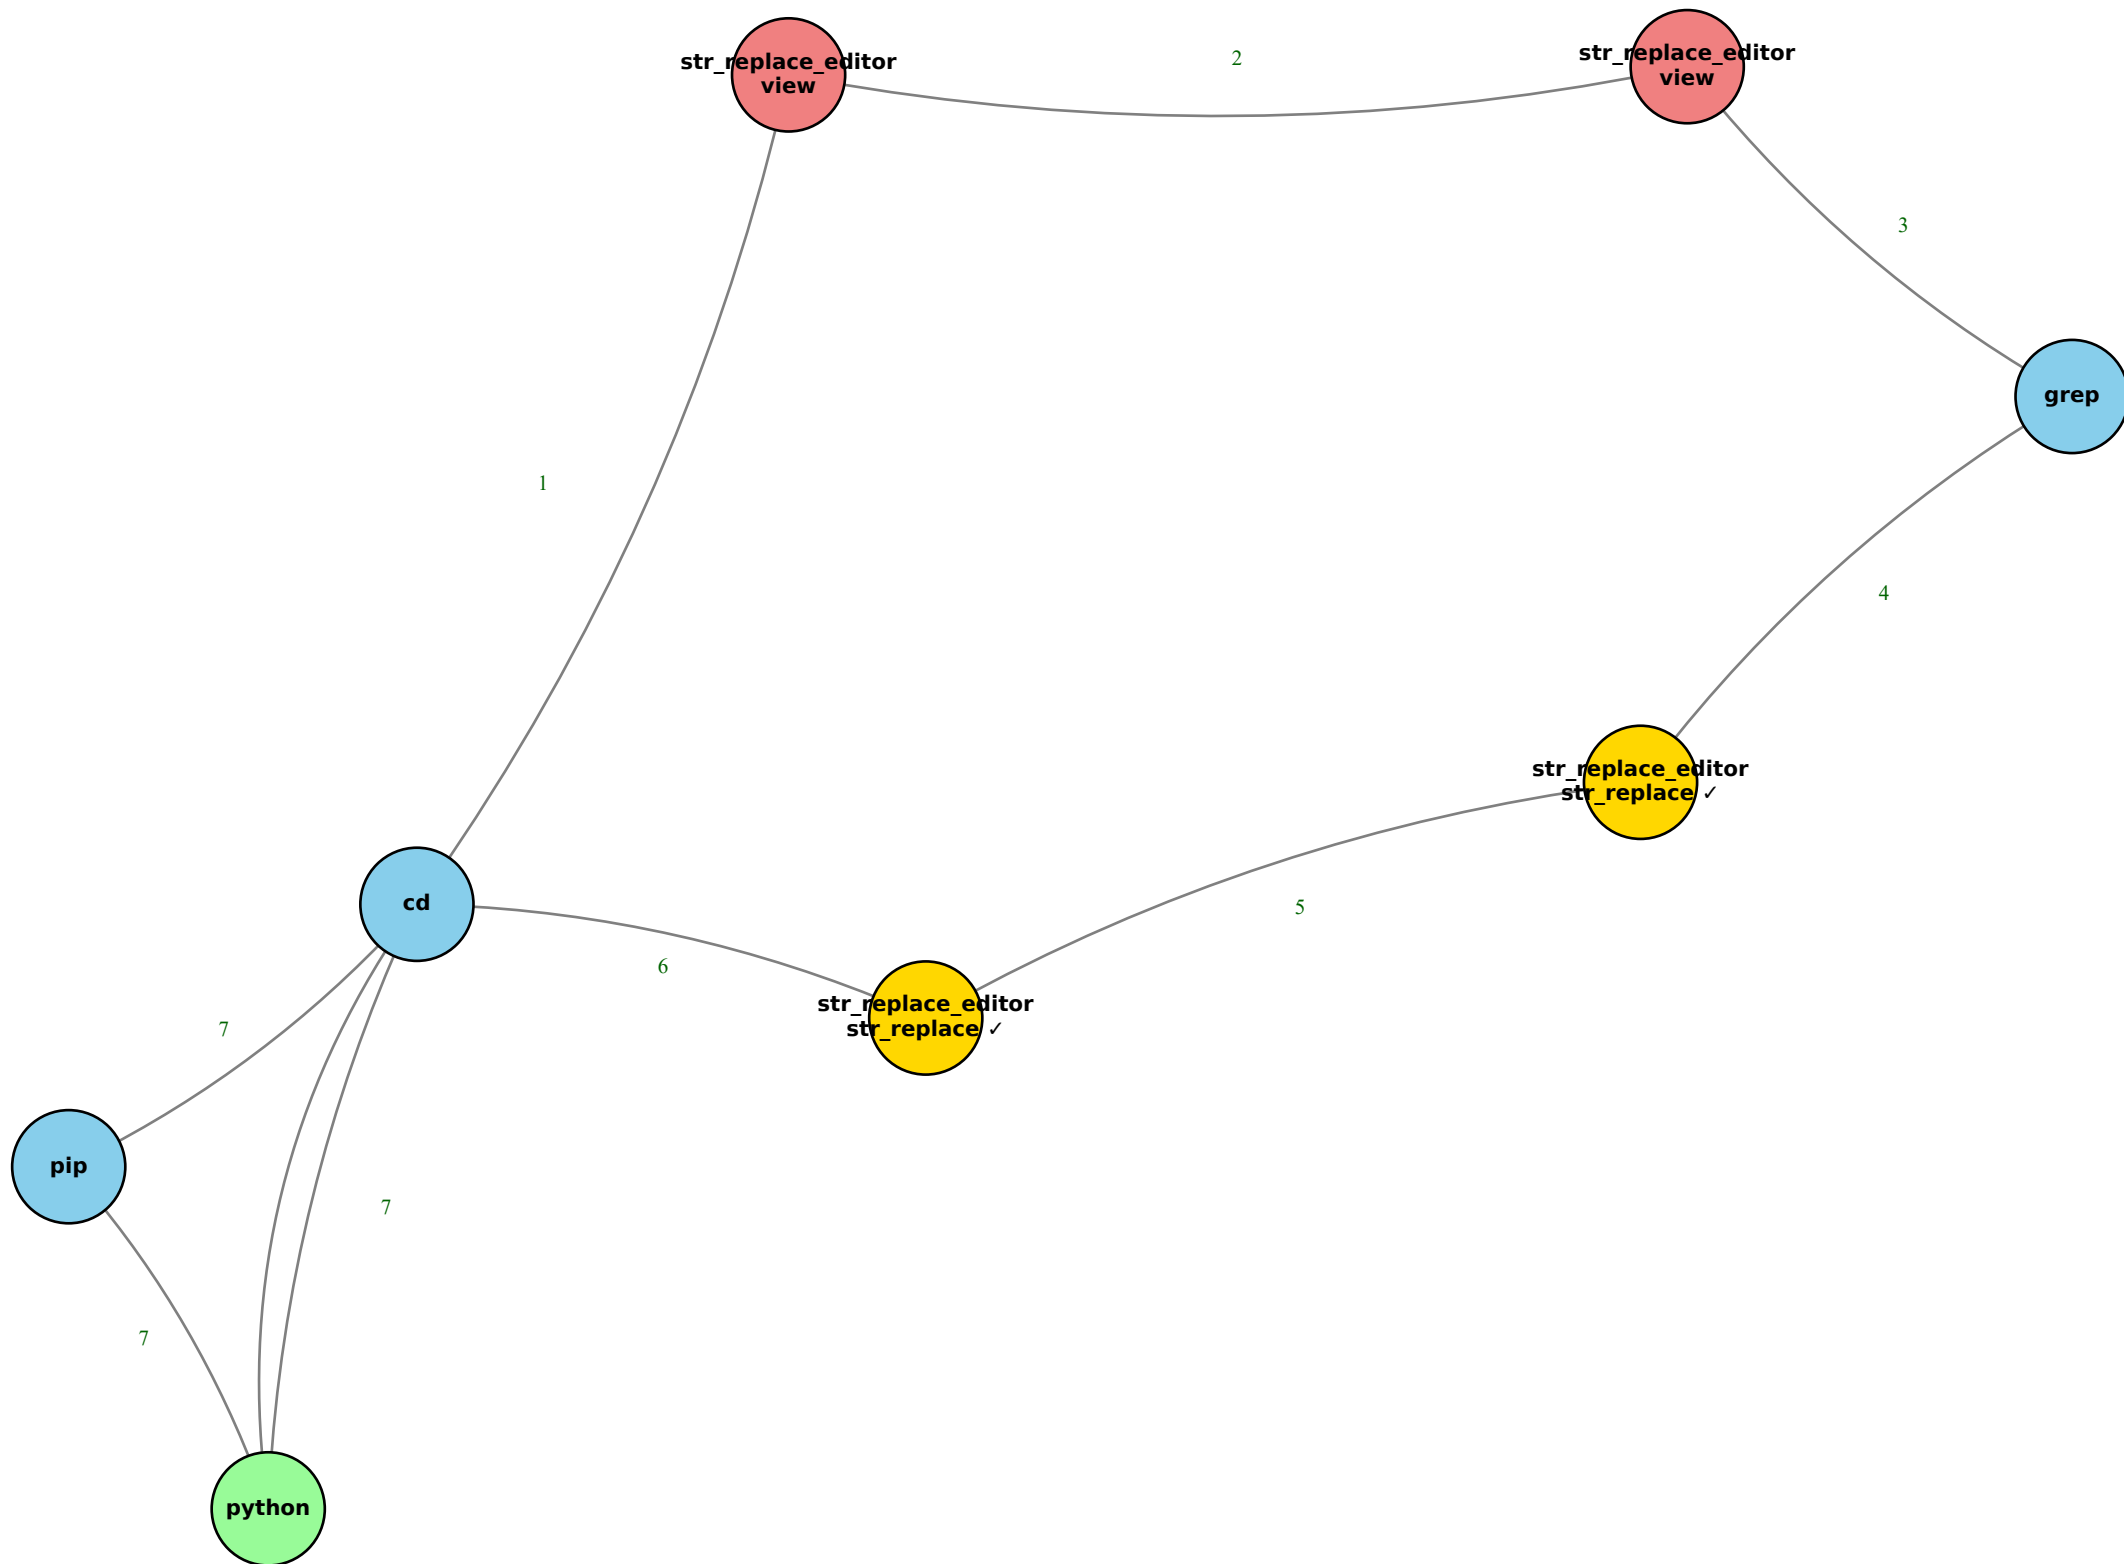 str_replace_editor
view
2
str_replace_editor
view
3
grep
1
4
str_replace_editor
str_replace ✓
cd
5
6
str_replace_editor
str_replace ✓
7
pip
7
7
python